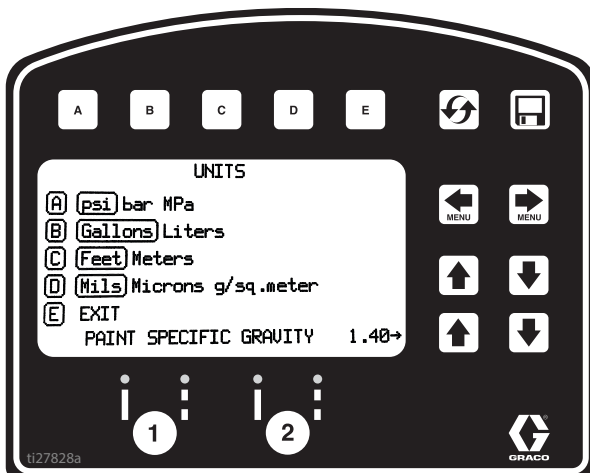 A B C D E
UNITS
A psi bar MPa
B Gallons Liters
C Feet Meters
D Mils Microns g/sq.meter
E EXIT
PAINT SPECIFIC GRAVITY 1.40→
MENU MENU
1 2
ti27828a
GRACO